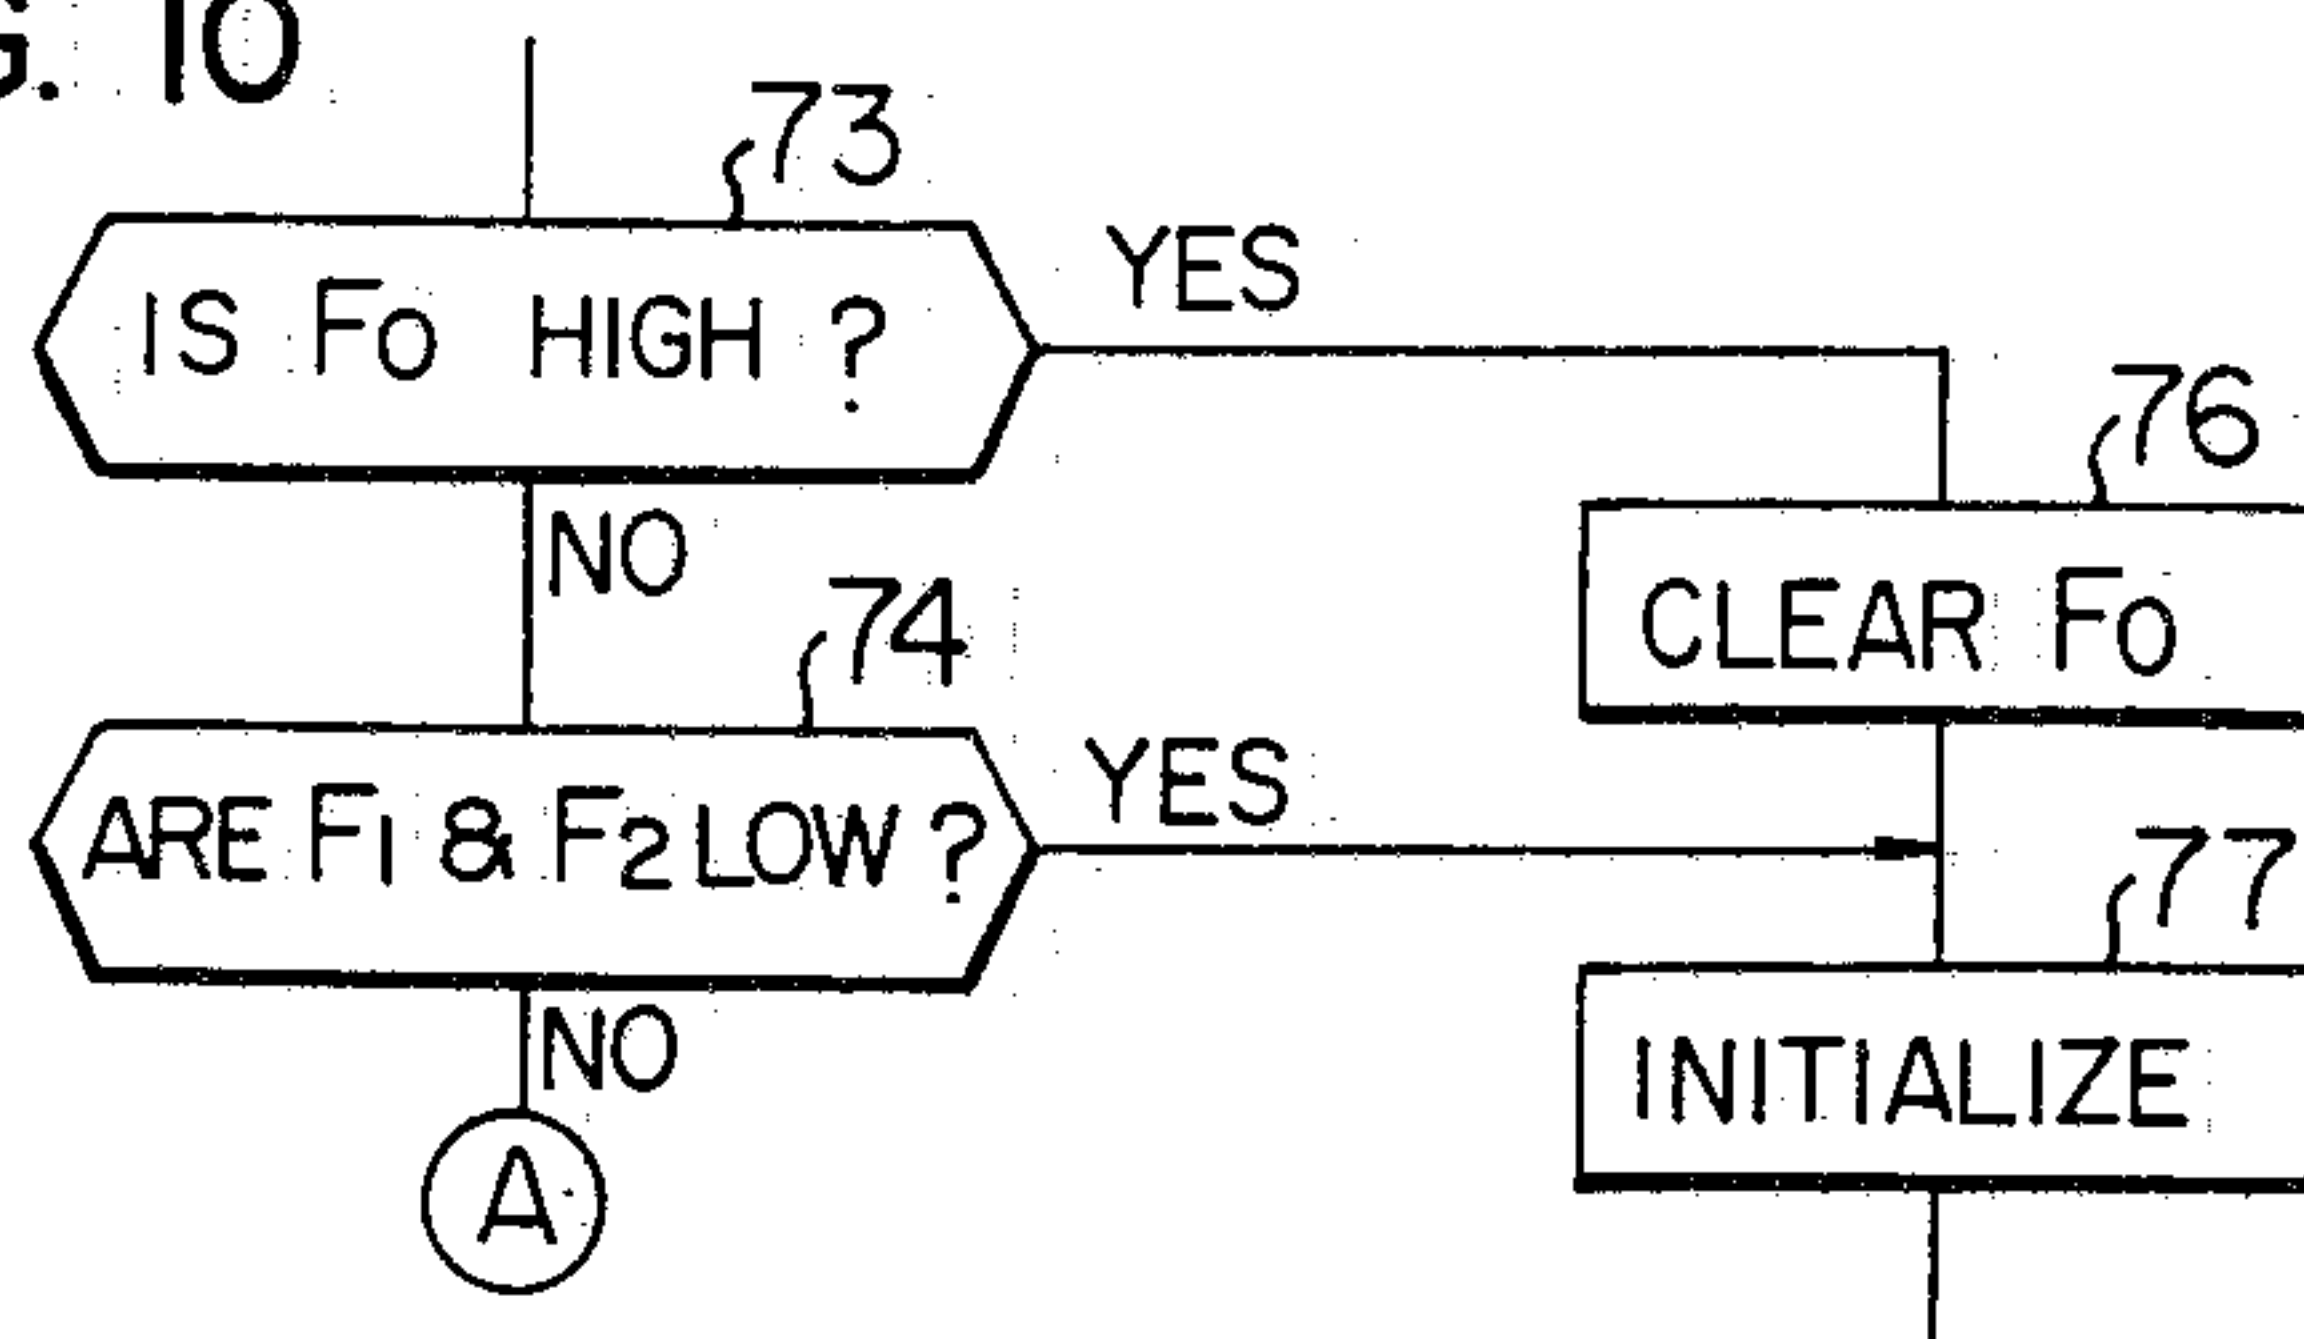 G. 10
73
IS F0 HIGH ?
YES
76
NO
CLEAR F0
74
ARE F1 & F2 LOW ?
YES
77
NO
INITIALIZE
A